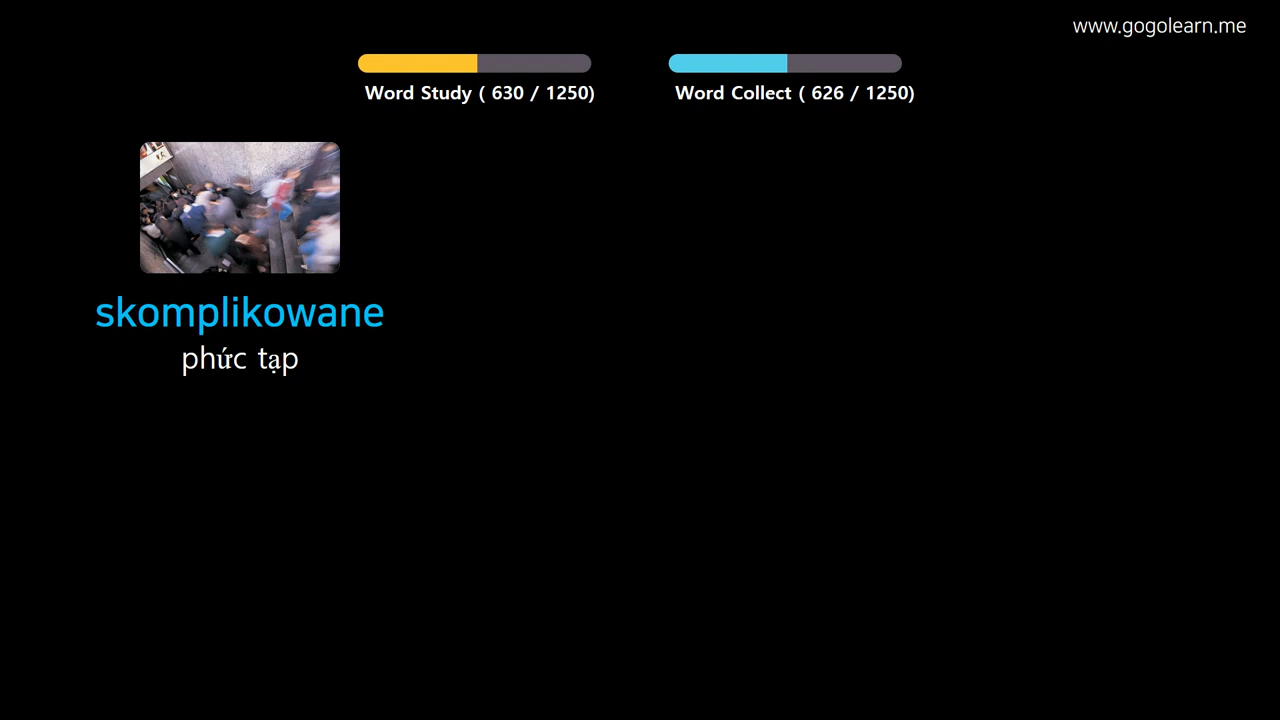 www.gogolearn.me
Word Study ( 630 / 1250)
Word Collect ( 626 / 1250)
skomplikowane
phức tạp